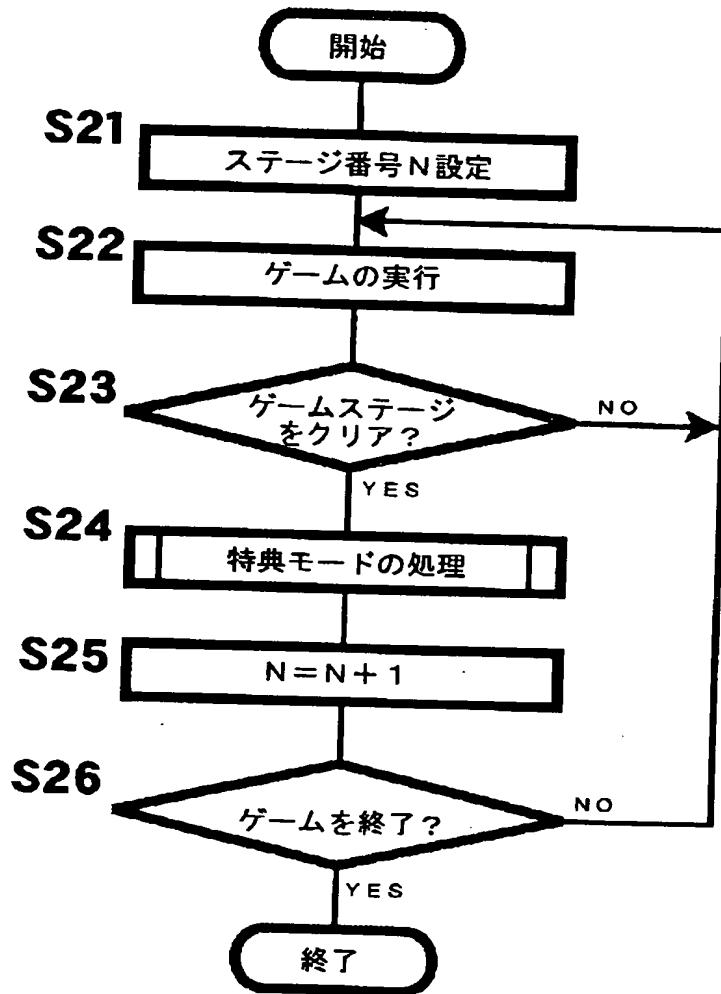 開始
S21
ステージ番号N設定
S22
ゲームの実行
S23
ゲームステージ
をクリア？
NO
YES
S24
特典モードの処理
S25
N＝N＋1
S26
ゲームを終了？
NO
YES
終了